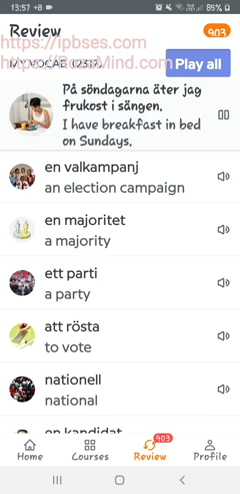 13:57 +8
85%
Review
903
https://ipbses.com
MY VOCAB (2319)
Play all
På söndagarna äter jag
frukost i sängen.
I have breakfast in bed
on Sundays.
en valkampanj
an election campaign
en majoritet
a majority
ett parti
a party
att rösta
to vote
nationell
national
en kandidat
903
Home
Courses
Review
Profile